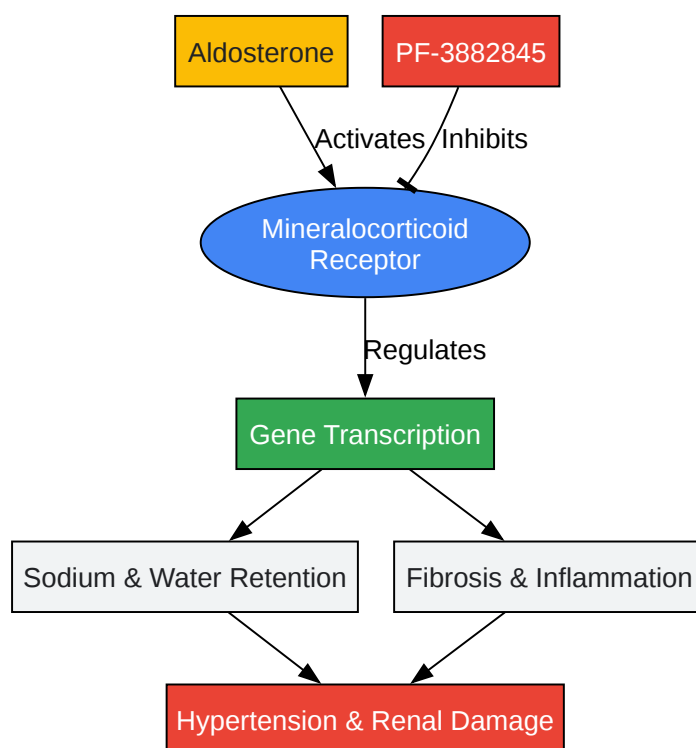 Aldosterone
PF-3882845
Activates
Inhibits
Mineralocorticoid
Receptor
Regulates
Gene Transcription
Sodium & Water Retention
Fibrosis & Inflammation
Hypertension & Renal Damage